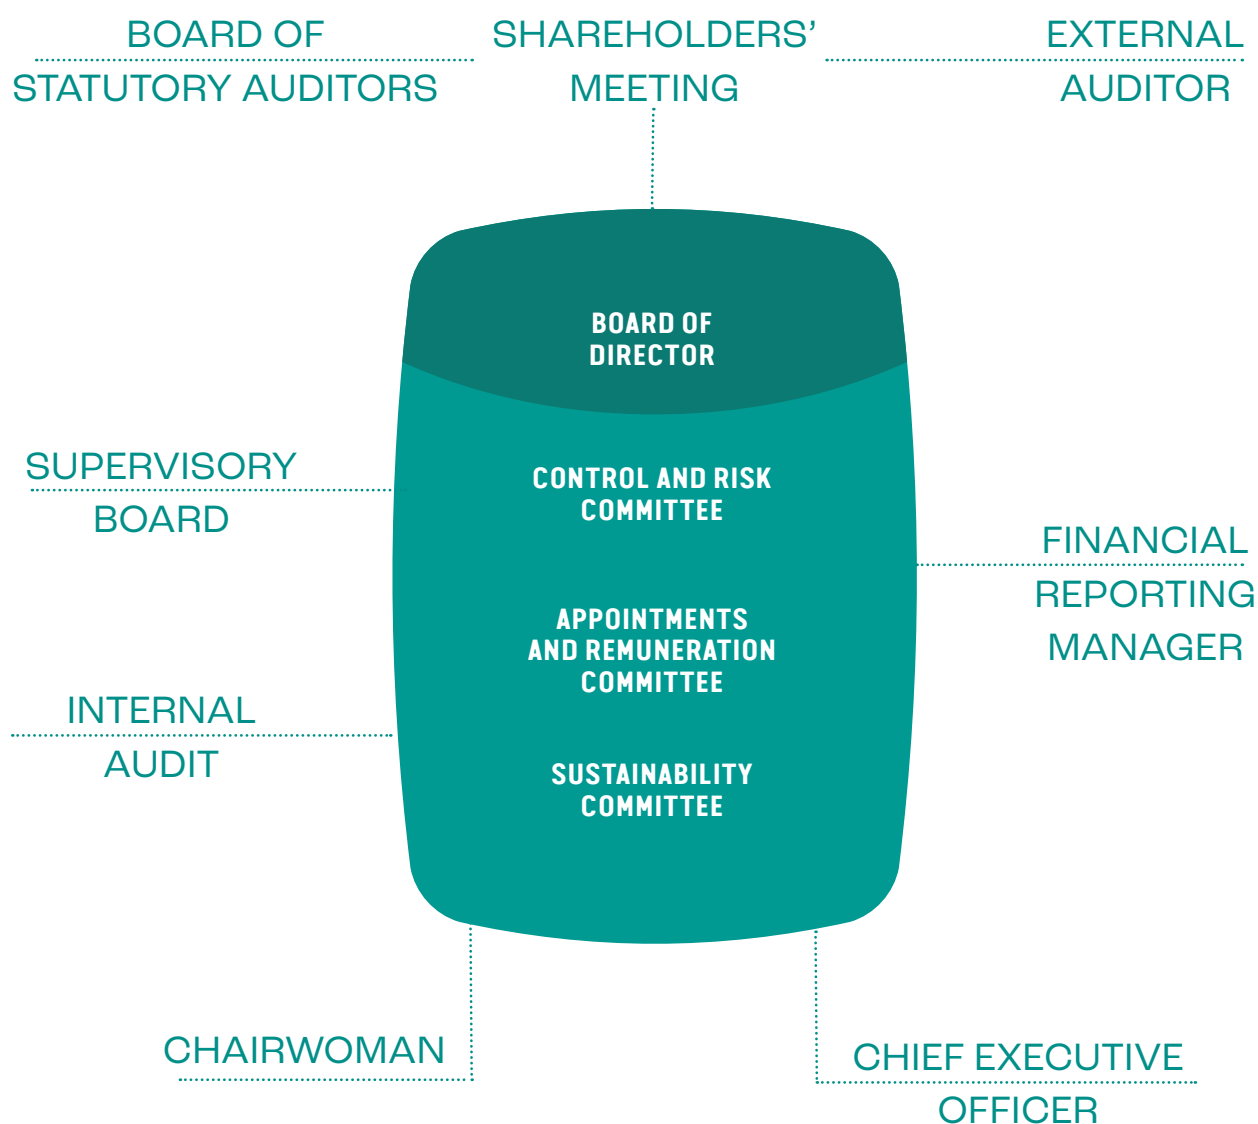 BOARD OF
STATUTORY AUDITORS
SHAREHOLDERS’
MEETING
EXTERNAL
AUDITOR
BOARD OF
DIRECTOR
SUPERVISORY
BOARD
CONTROL AND RISK
COMMITTEE
FINANCIAL
REPORTING
MANAGER
APPOINTMENTS
AND REMUNERATION
COMMITTEE
INTERNAL
AUDIT
SUSTAINABILITY
COMMITTEE
CHAIRWOMAN
CHIEF EXECUTIVE
OFFICER